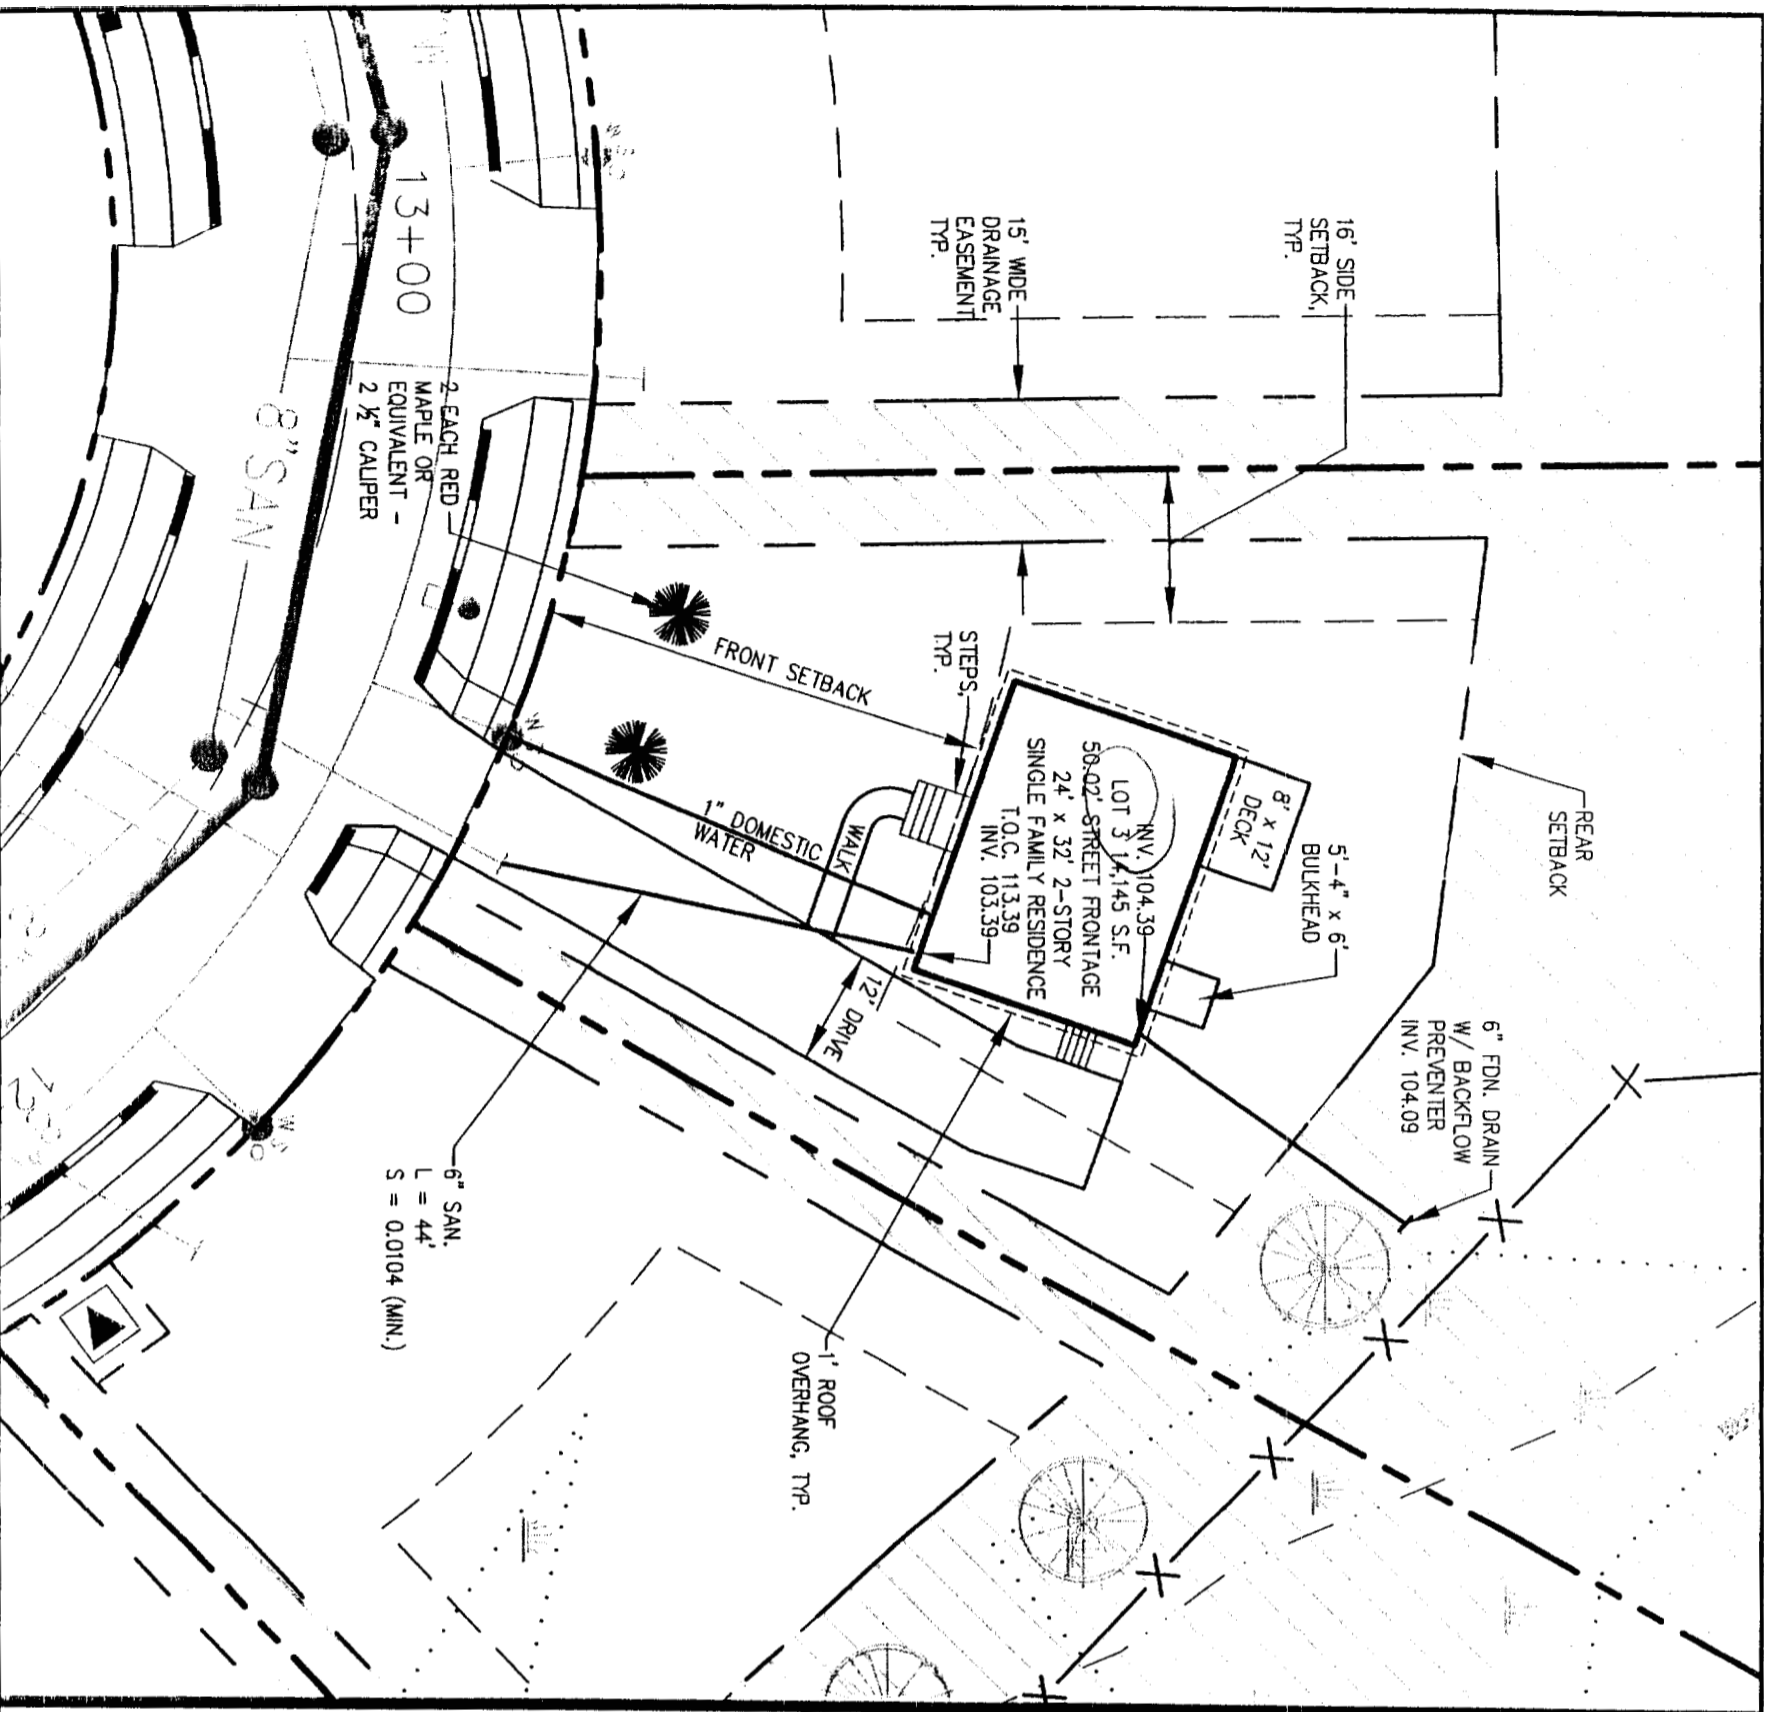 16' SIDE
SETBACK,
TYP.
15' WIDE
DRAINAGE
EASEMENT
TYP.
13+00
8"SAN
2 EACH RED
MAPLE OR
EQUIVALENT -
2 ½" CALIPER
FRONT SETBACK
STEPS,
TYP.
REAR
SETBACK
8' x 12'
DECK
5'-4" x 6'
BULKHEAD
INV. 104.39
LOT 3 14,145 S.F.
50.02' STREET FRONTAGE
24' x 32' 2-STORY
SINGLE FAMILY RESIDENCE
T.O.C. 113.39
INV. 103.39
1" DOMESTIC
WATER
WALK
12' DRIVE
6" FDN. DRAIN
W/ BACKFLOW
PREVENTER
INV. 104.09
6" SAN.
L = 44'
S = 0.0104 (MIN.)
1' ROOF
OVERHANG, TYP.